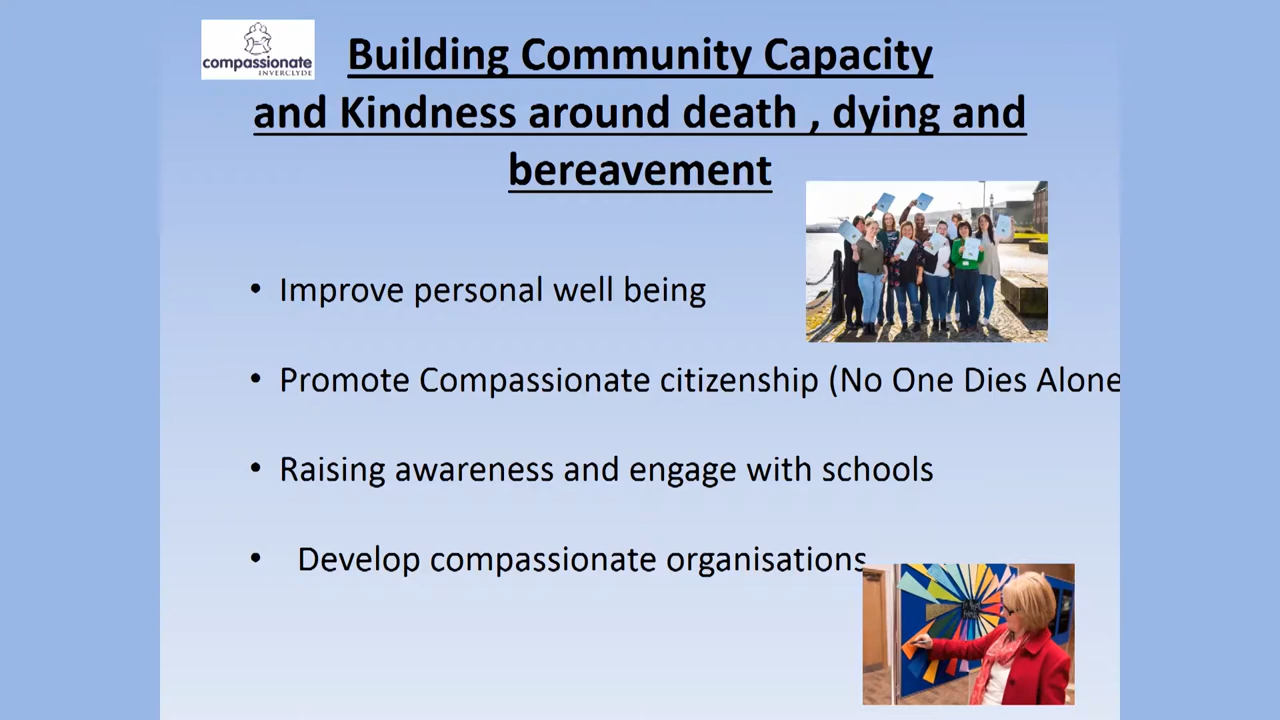 compassionate
INVERCLYDE
Building Community Capacity
and Kindness around death , dying and
bereavement
• Improve personal well being
• Promote Compassionate citizenship (No One Dies Alone
• Raising awareness and engage with schools
• Develop compassionate organisations